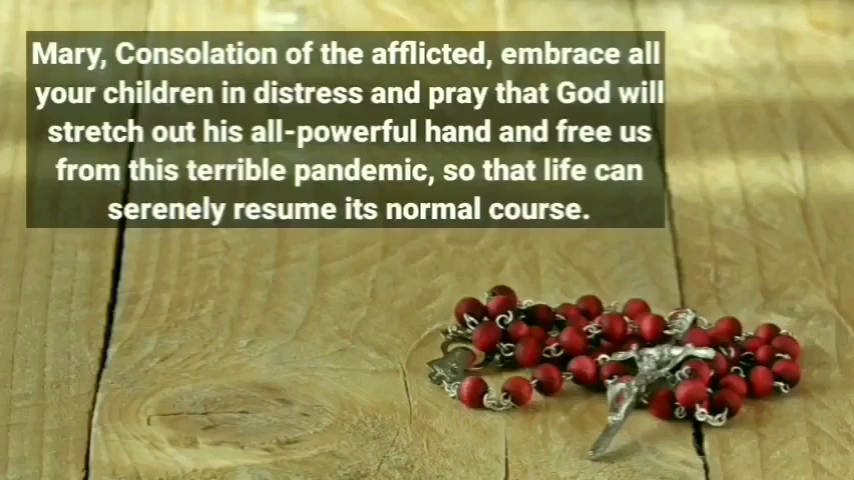 Mary, Consolation of the afflicted, embrace all
your children in distress and pray that God will
stretch out his all-powerful hand and free us
from this terrible pandemic, so that life can
serenely resume its normal course.